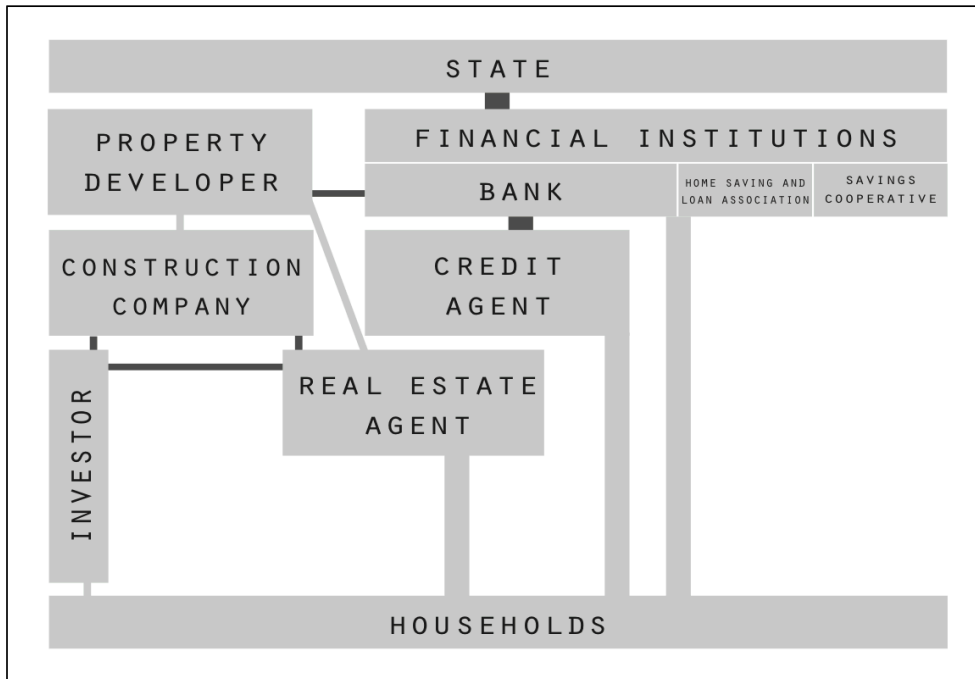 STATE
PROPERTY
DEVELOPER
FINANCIAL INSTITUTIONS
BANK
HOME SAVING AND
LOAN ASSOCIATION
SAVINGS
COOPERATIVE
CONSTRUCTION
COMPANY
CREDIT
AGENT
INVESTOR
REAL ESTATE
AGENT
HOUSEHOLDS